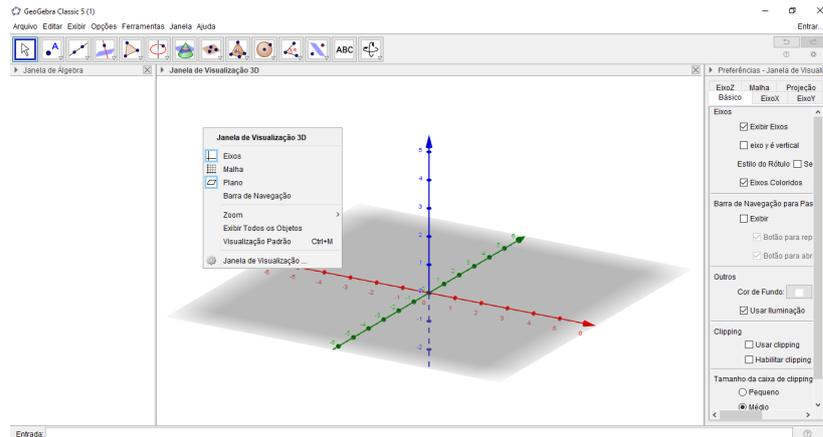 GeoGebra Classic 5 (1)
Arquivo Editar Exibir Opções Ferramentas Janela Ajuda
Entrar...
ABC
Janela de Álgebra
Janela de Visualização 3D
Preferências - Janela de Visuali
EixoZ Malha Projeção
Básico EixoX EixoY
Eixos
Exibir Eixos
eixo y é vertical
Estilo do Rótulo Se
Eixos Coloridos
Barra de Navegação para Pas
Exibir
Botão para rep
Botão para abr
Outros
Cor de Fundo:
Usar Iluminação
Clipping
Usar clipping
Habilitar clipping
Tamanho da caixa de clipping
Pequeno
Médio
Janela de Visualização 3D
Eixos
Malha
Plano
Barra de Navegação
Zoom
Exibir Todos os Objetos
Visualização Padrão Ctrl+M
Janela de Visualização ...
Entrada: